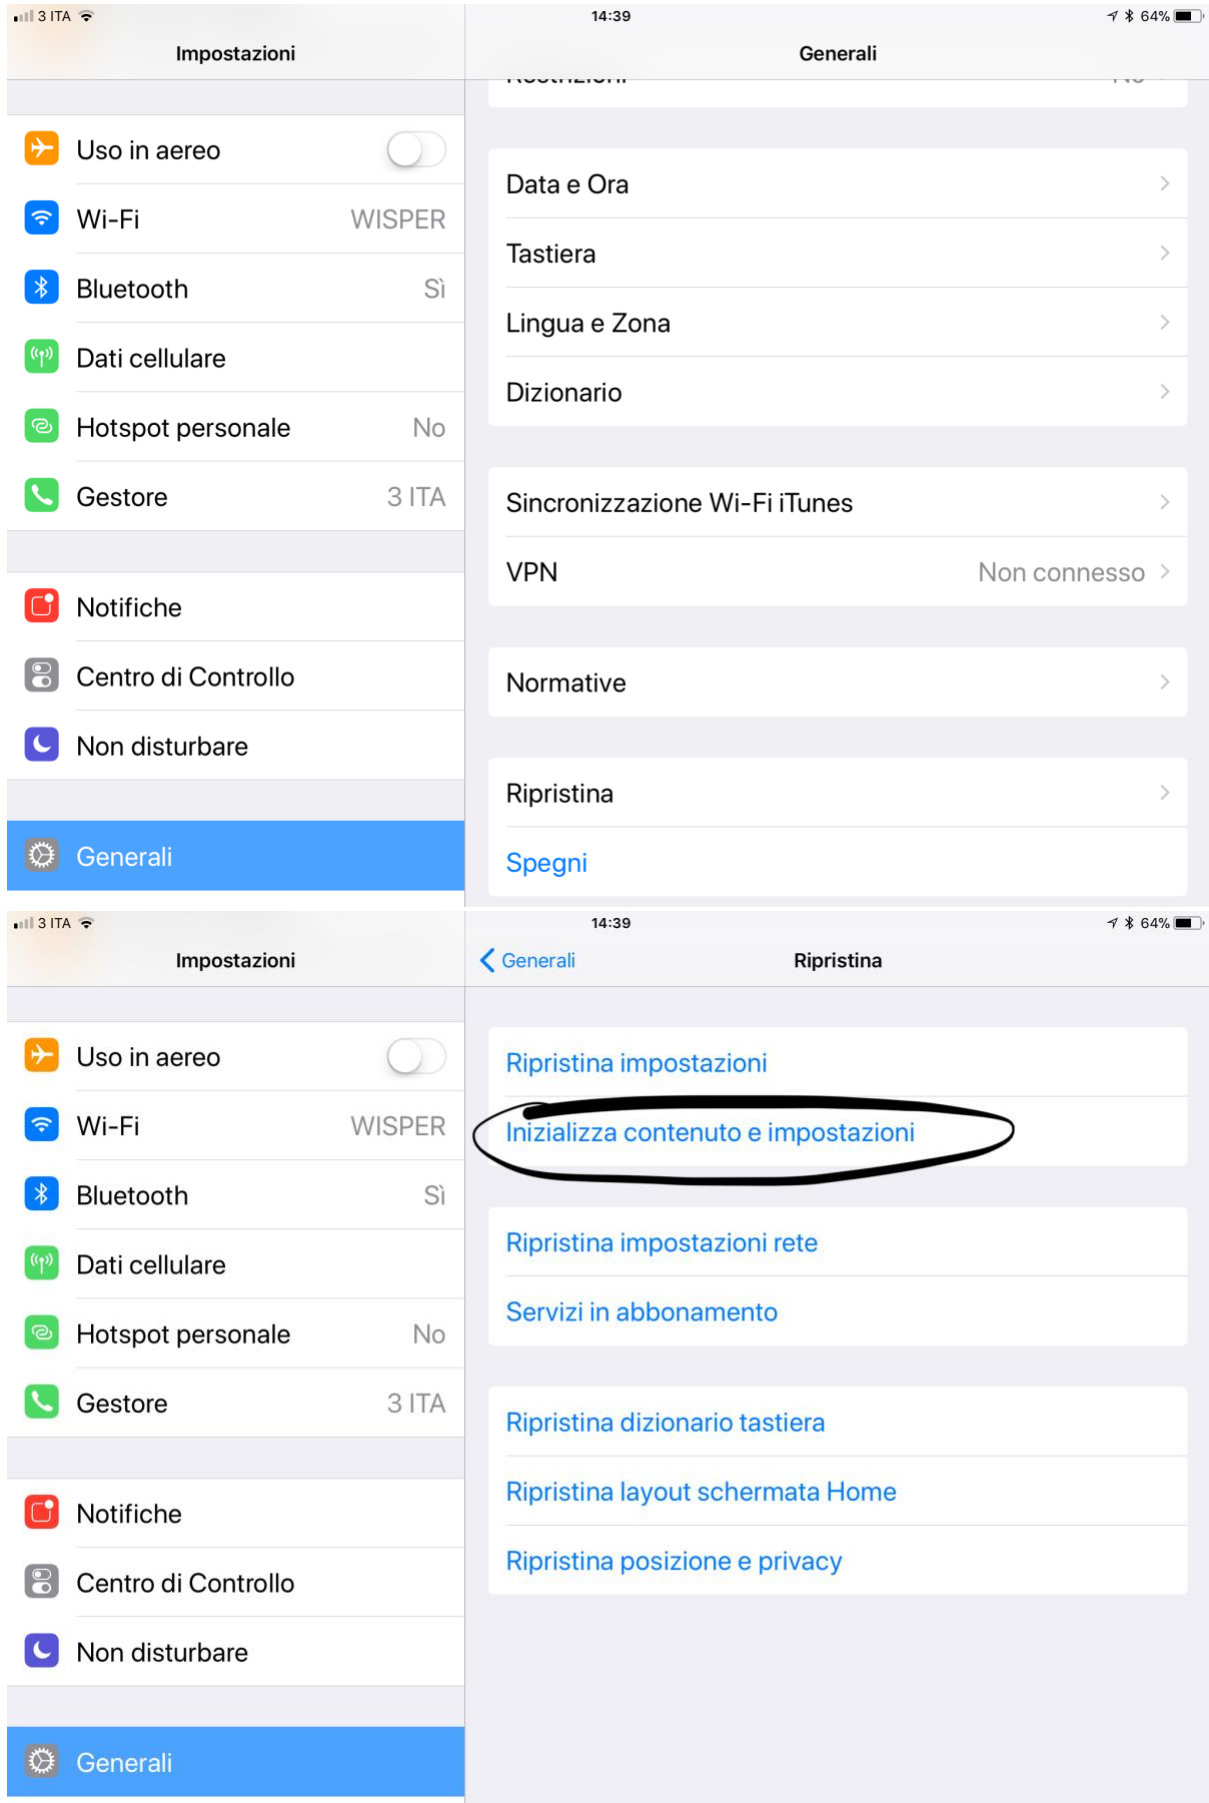 3 ITA
14:39
64%
Impostazioni
Generali
Restrizioni
No
Uso in aereo
Wi-Fi
WISPER
Bluetooth
Sì
Dati cellulare
Hotspot personale
No
Gestore
3 ITA
Notifiche
Centro di Controllo
Non disturbare
Generali
Data e Ora
Tastiera
Lingua e Zona
Dizionario
Sincronizzazione Wi-Fi iTunes
VPN
Non connesso
Normative
Ripristina
Spegni
3 ITA
14:39
64%
Impostazioni
Generali
Ripristina
Uso in aereo
Wi-Fi
WISPER
Bluetooth
Sì
Dati cellulare
Hotspot personale
No
Gestore
3 ITA
Notifiche
Centro di Controllo
Non disturbare
Generali
Ripristina impostazioni
Inizializza contenuto e impostazioni
Ripristina impostazioni rete
Servizi in abbonamento
Ripristina dizionario tastiera
Ripristina layout schermata Home
Ripristina posizione e privacy